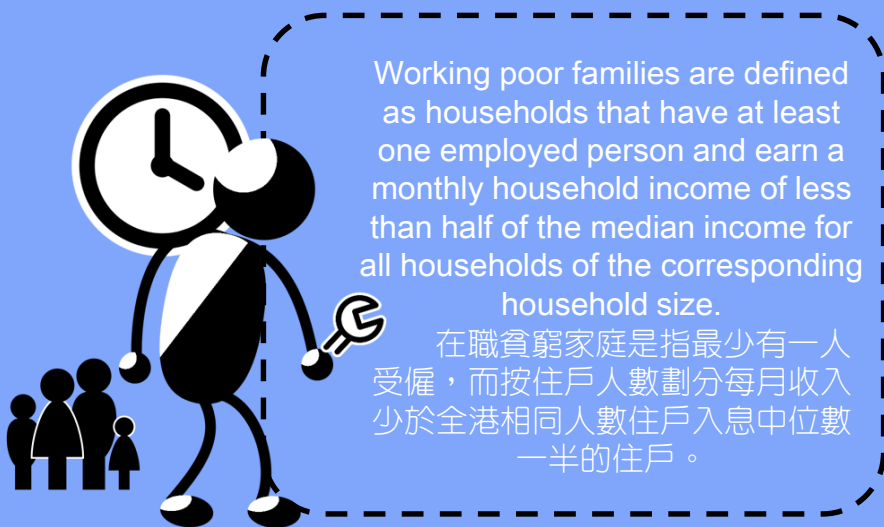 Working poor families are defined
as households that have at least
one employed person and earn a
monthly household income of less
than half of the median income for
all households of the corresponding
household size.
在職貧窮家庭是指最少有一人
受僱，而按住戶人數劃分每月收入
少於全港相同人數住戶入息中位數
一半的住戶。